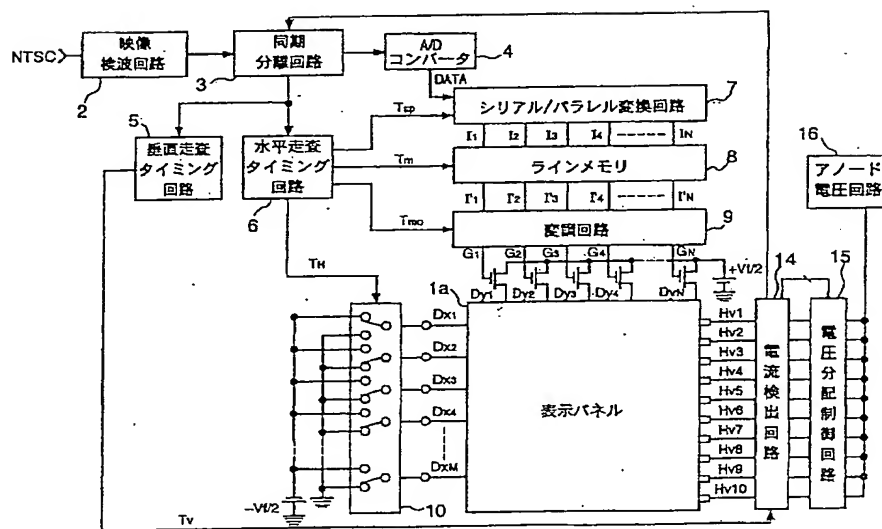 NTSC
映像
検波回路
2
同期
分離回路
3
A/D
コンバータ
4
DATA
5
垂直走査
タイミング
回路
水平走査
タイミング
回路
6
Tsp
シリアル/パラレル変換回路
7
I1 I2 I3 I4 IN
Tm
ラインメモリ
8
I'1 I'2 I'3 I'4 I'N
Tmo
変調回路
9
G1 G2 G3 G4 GN
+Vf/2
16
アノード
電圧回路
14
15
TH
1a
Dy1 Dy2 Dy3 Dy4 DyN
Dx1
Dx2
Dx3
Dx4
DxM
表示パネル
Hv1
Hv2
Hv3
Hv4
Hv5
Hv6
Hv7
Hv8
Hv9
Hv10
電流検出回路
電圧分配制御回路
-Vf/2
10
Tv